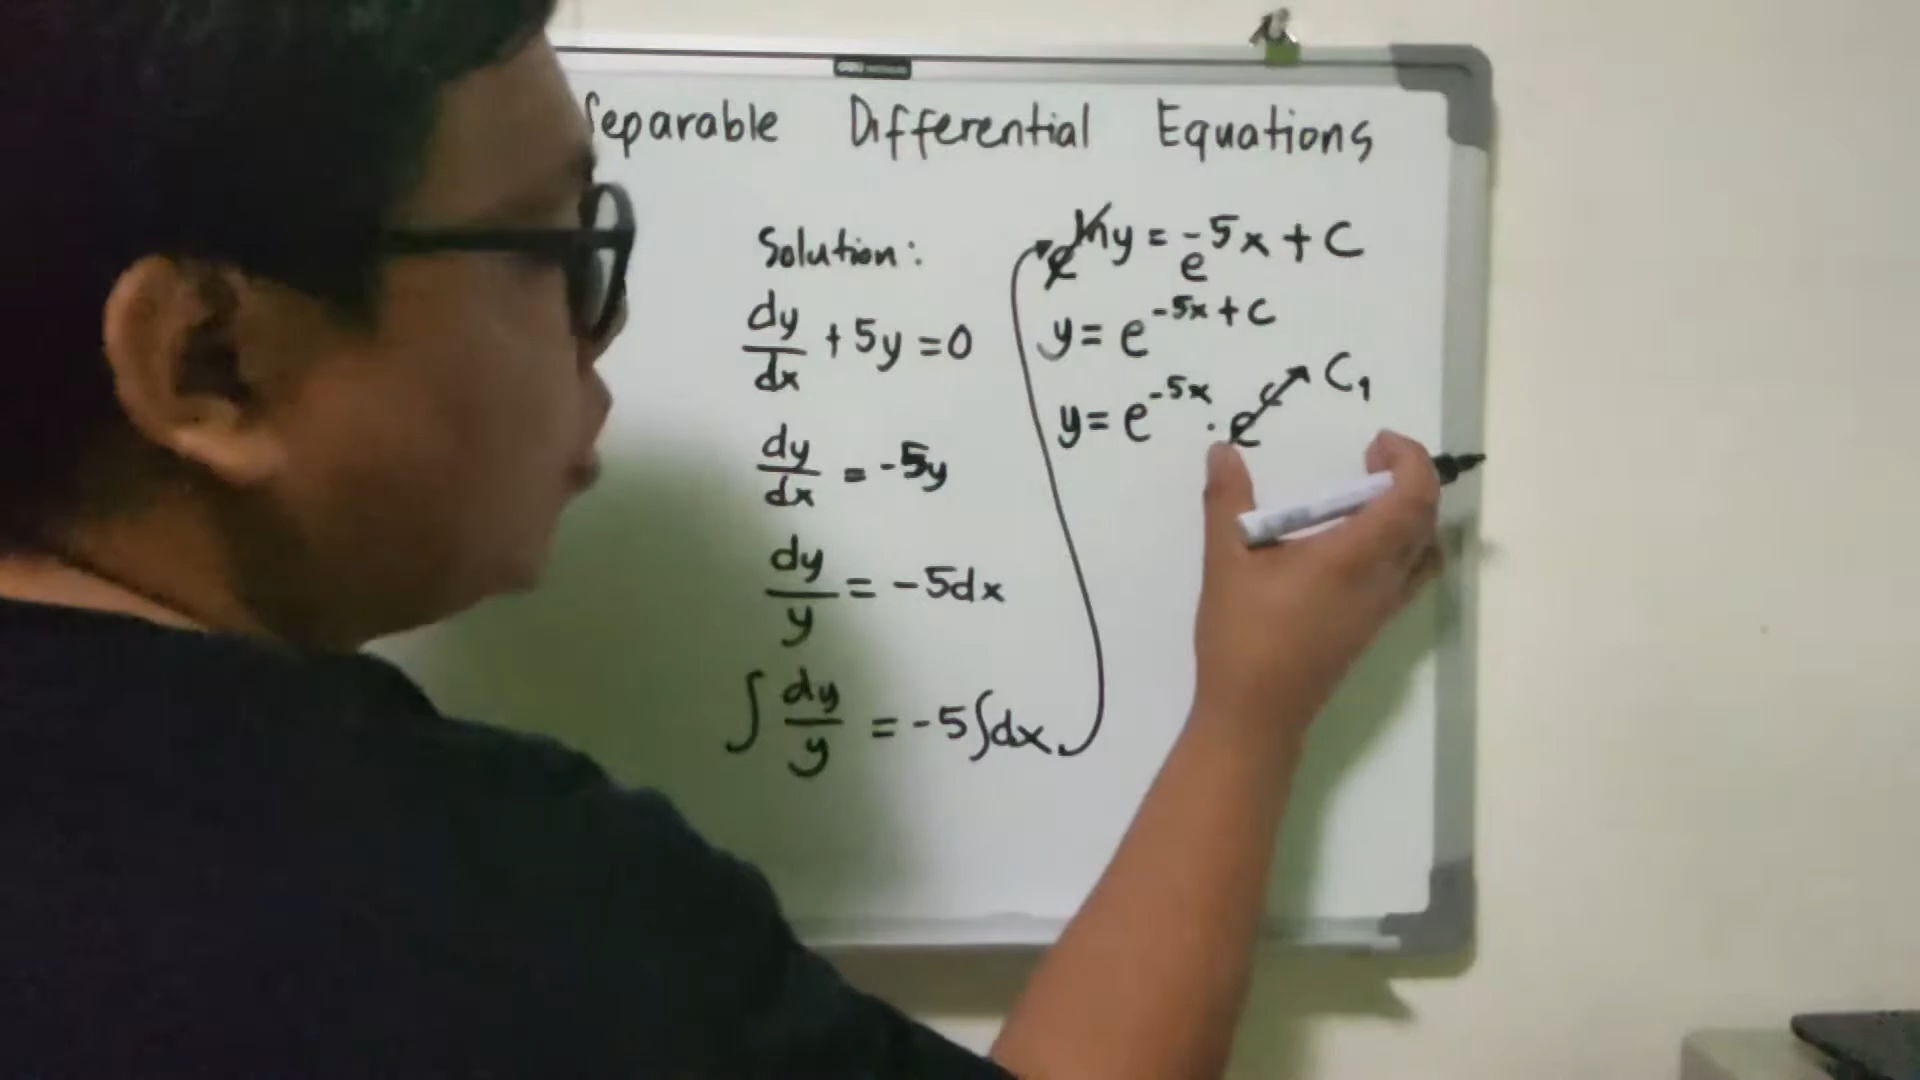 Separable Differential Equations
Solution:
dy/dx + 5y = 0
dy/dx = -5y
dy/y = -5dx
∫ dy/y = -5∫dx
e^ln y = e^-5x + C
y = e^-5x + C
y = e^-5x · e^C → C₁